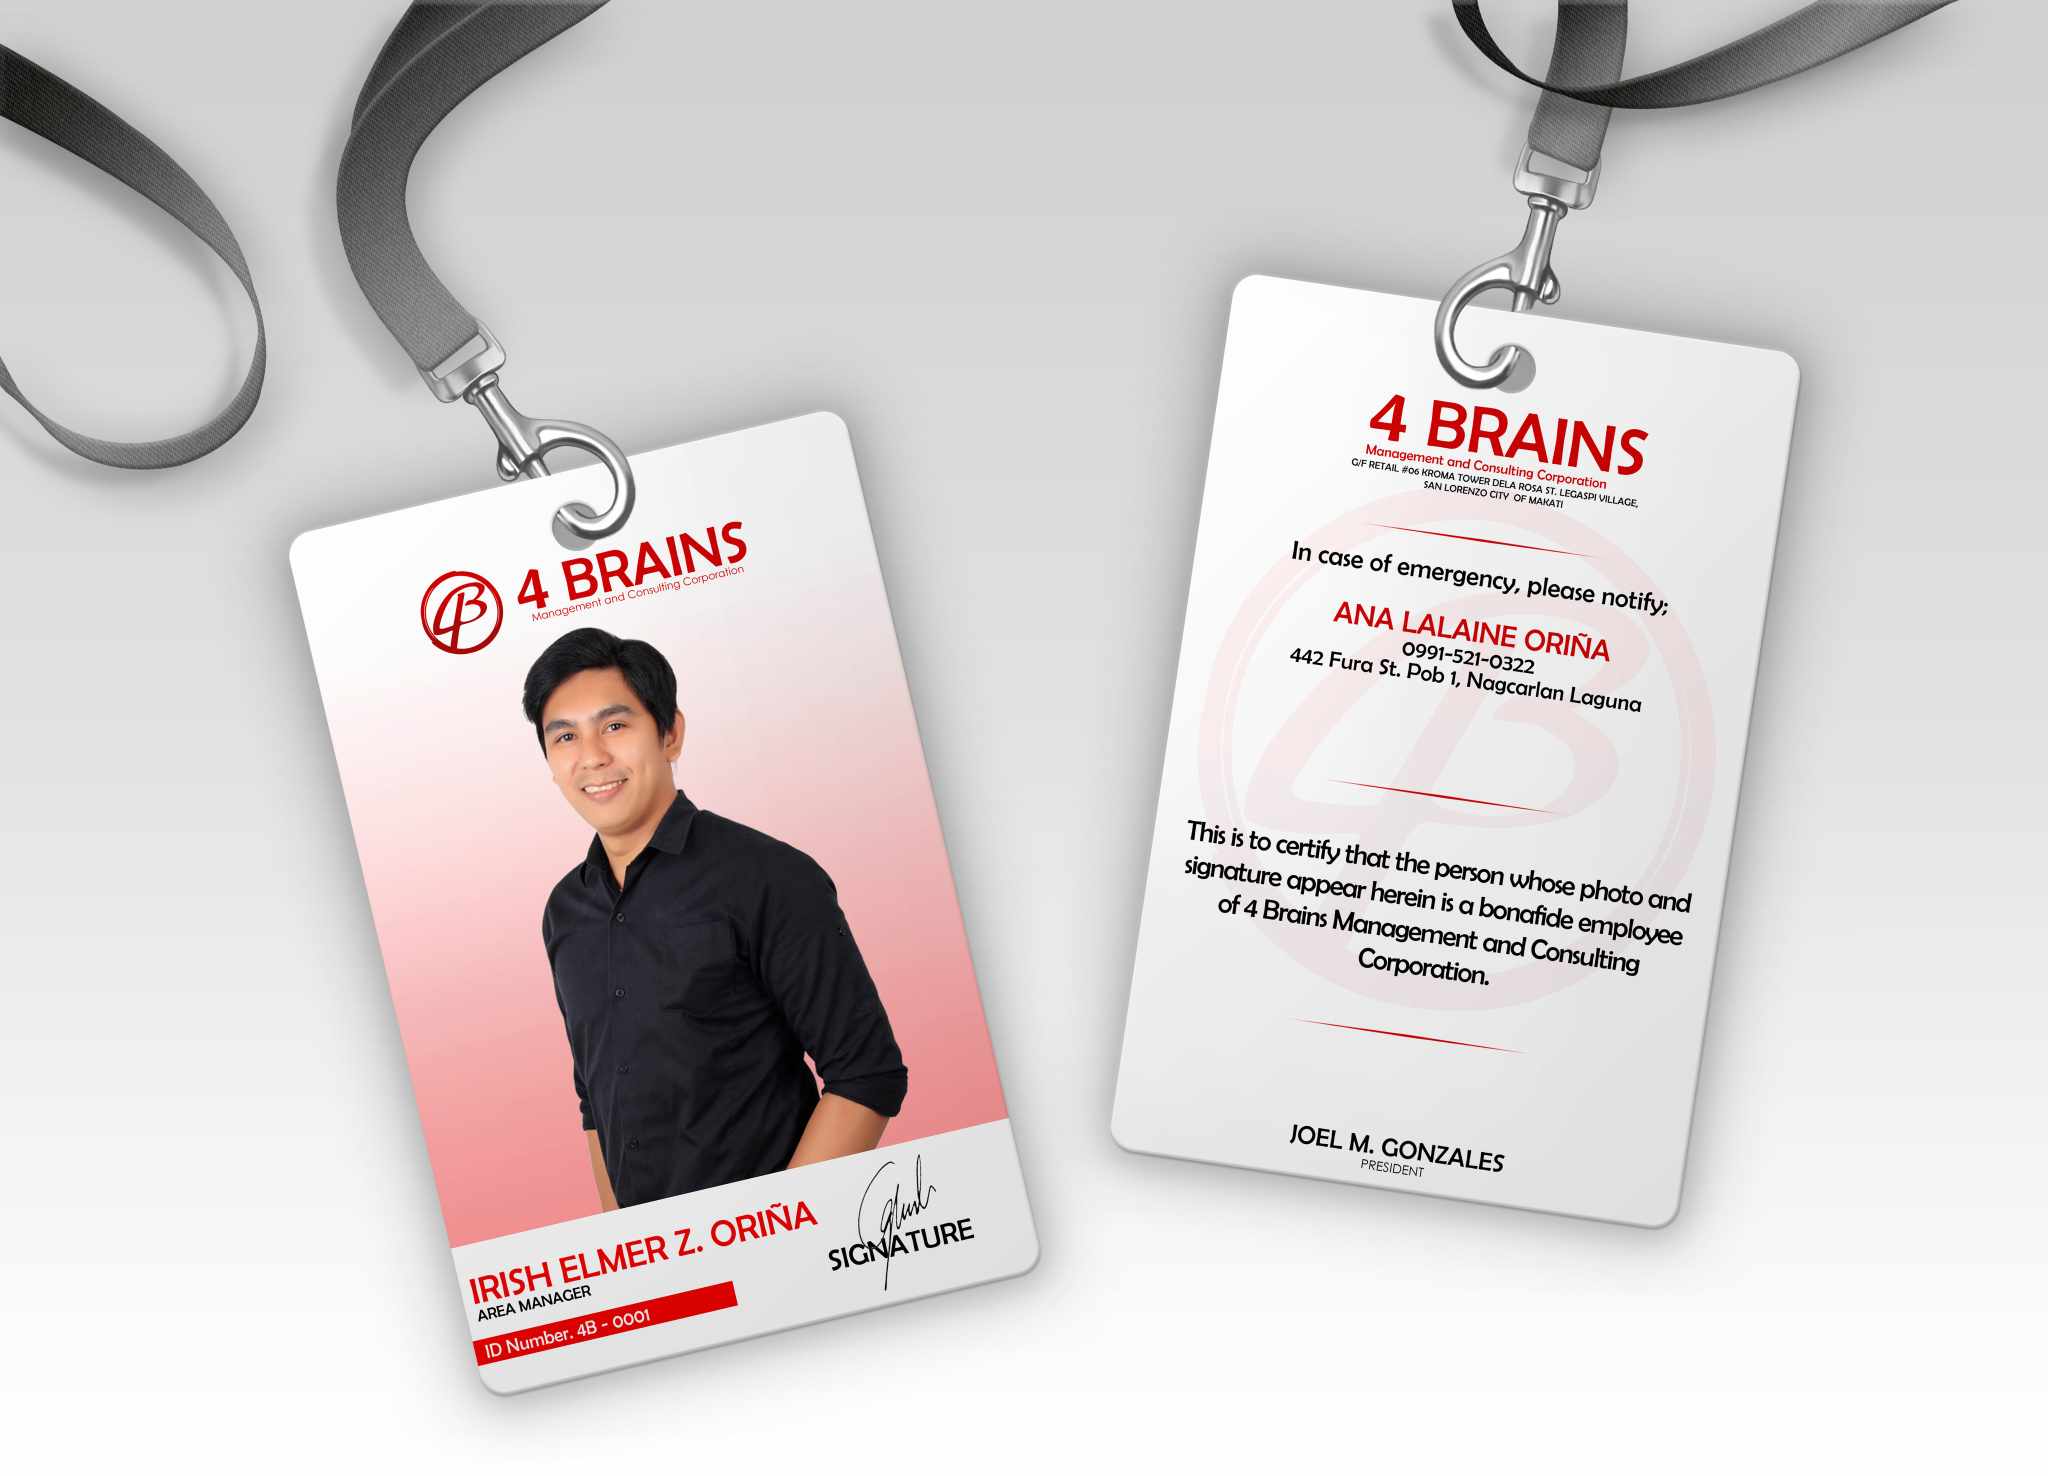 4B
4 BRAINS
Management and Consulting Corporation
IRISH ELMER Z. ORIÑA
AREA MANAGER
ID Number. 4B - 0001
SIGNATURE
4 BRAINS
Management and Consulting Corporation
G/F RETAIL #06 KROMA TOWER DELA ROSA ST. LEGASPI VILLAGE,
SAN LORENZO CITY OF MAKATI
In case of emergency, please notify;
ANA LALAINE ORIÑA
0991-521-0322
442 Fura St. Pob 1, Nagcarlan Laguna
4B
This is to certify that the person whose photo and
signature appear herein is a bonafide employee
of 4 Brains Management and Consulting
Corporation.
JOEL M. GONZALES
PRESIDENT